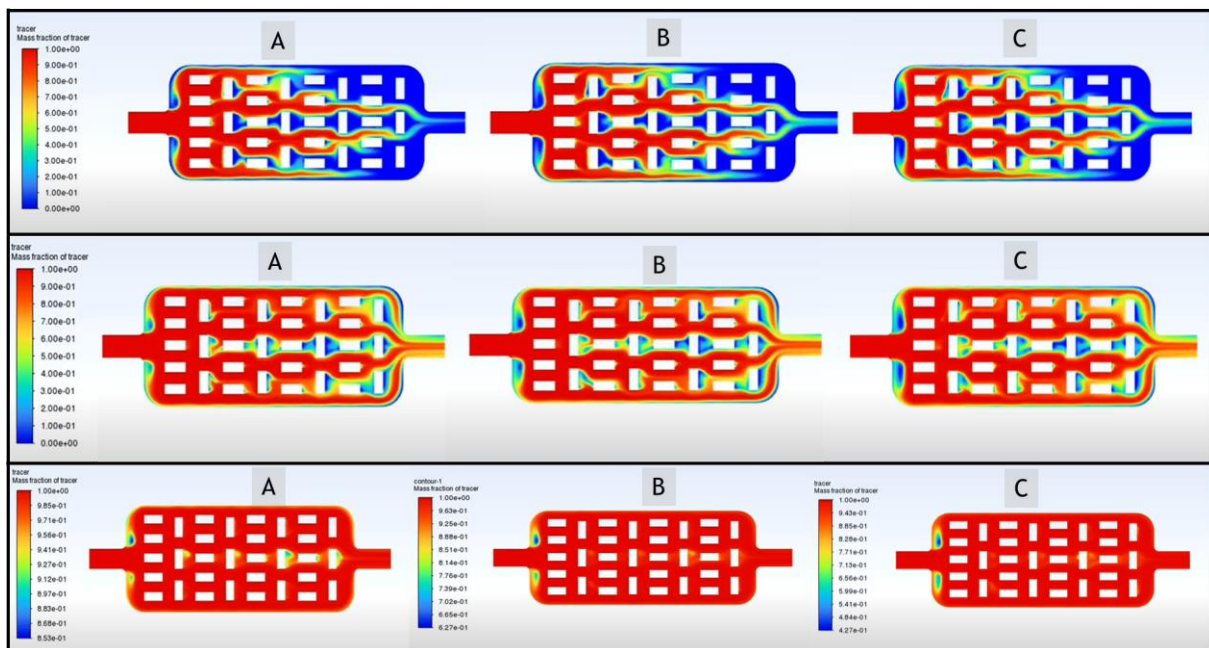 A
B
C
tracer
Mass fraction of tracer
1.00e+00
9.00e-01
8.00e-01
7.00e-01
6.00e-01
5.00e-01
4.00e-01
3.00e-01
2.00e-01
1.00e-01
0.00e+00
A
B
C
tracer
Mass fraction of tracer
1.00e+00
9.00e-01
8.00e-01
7.00e-01
6.00e-01
5.00e-01
4.00e-01
3.00e-01
2.00e-01
1.00e-01
0.00e+00
A
tracer
Mass fraction of tracer
1.00e+00
9.85e-01
9.71e-01
9.56e-01
9.41e-01
9.27e-01
9.12e-01
8.97e-01
8.83e-01
8.68e-01
8.53e-01
B
contour-1
Mass fraction of tracer
1.00e+00
9.63e-01
9.25e-01
8.88e-01
8.51e-01
8.14e-01
7.76e-01
7.39e-01
7.02e-01
6.65e-01
6.27e-01
C
tracer
Mass fraction of tracer
1.00e+00
9.43e-01
8.85e-01
8.28e-01
7.71e-01
7.13e-01
6.56e-01
5.99e-01
5.41e-01
4.84e-01
4.27e-01